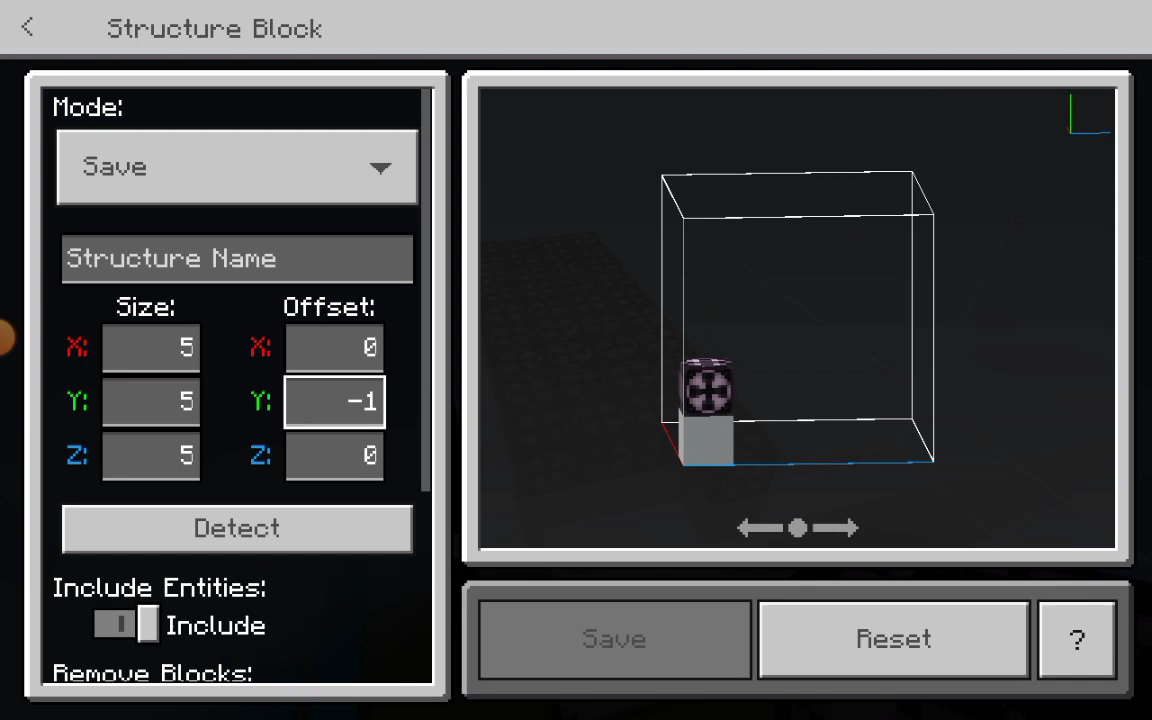 Structure Block
Mode:
Save
Structure Name
Size: Offset:
X: 5 X: 0
Y: 5 Y: -1
Z: 5 Z: 0
Detect
Include Entities:
Include
Remove Blocks:
Save Reset ?